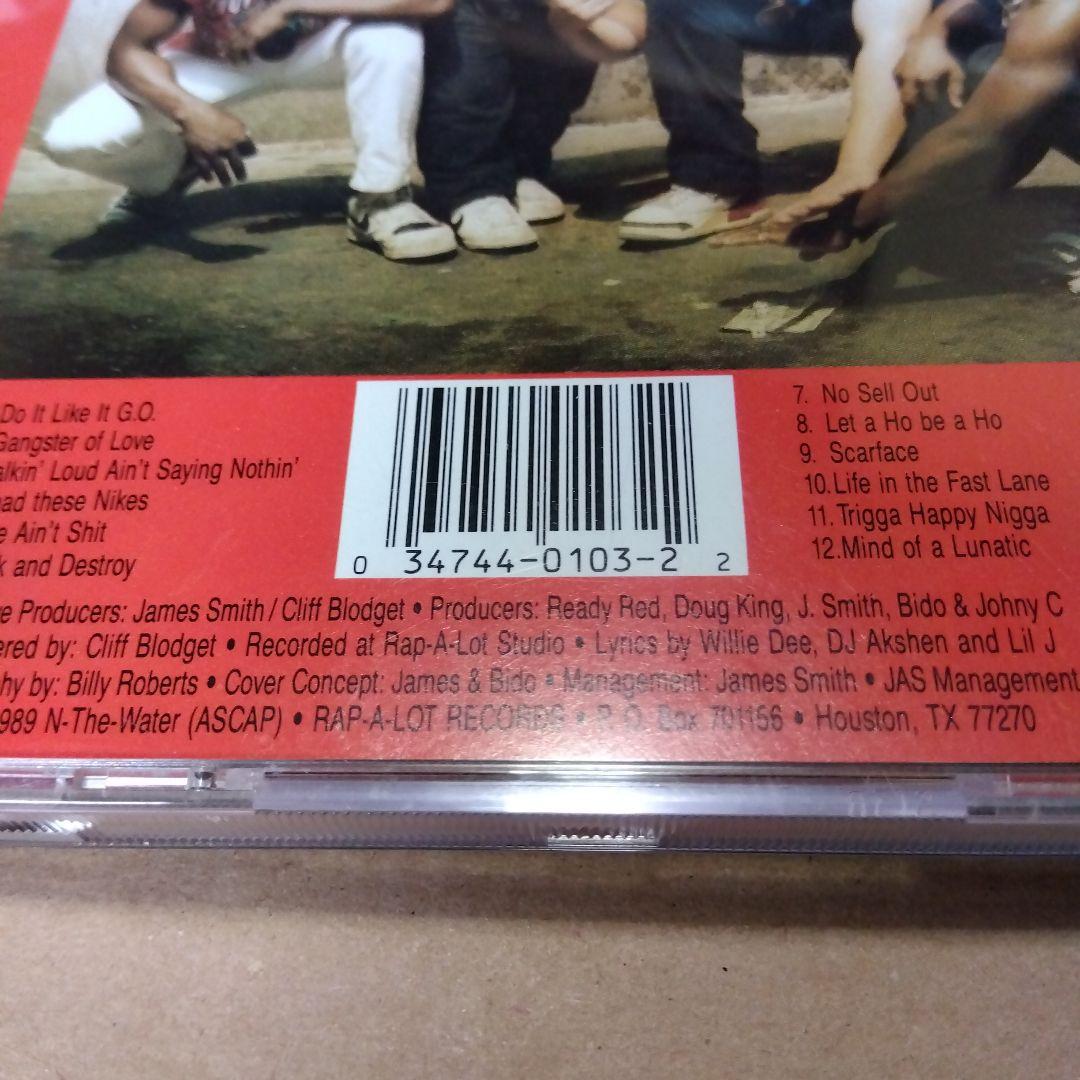 Do It Like It G.O.
Gangster of Love
alkin' Loud Ain't Saying Nothin'
ead these Nikes
e Ain't Shit
k and Destroy
0 34744-0103-2 2
7. No Sell Out
8. Let a Ho be a Ho
9. Scarface
10.Life in the Fast Lane
11.Trigga Happy Nigga
12.Mind of a Lunatic
ve Producers: James Smith / Cliff Blodget • Producers: Ready Red, Doug King, J. Smith, Bido & Johny C
ered by: Cliff Blodget • Recorded at Rap-A-Lot Studio • Lyrics by Willie Dee, DJ Akshen and Lil J
hy by: Billy Roberts • Cover Concept: James & Bido • Management: James Smith • JAS Management
989 N-The-Water (ASCAP) • RAP-A-LOT RECORDS • P.O. Box 701156 • Houston, TX 77270